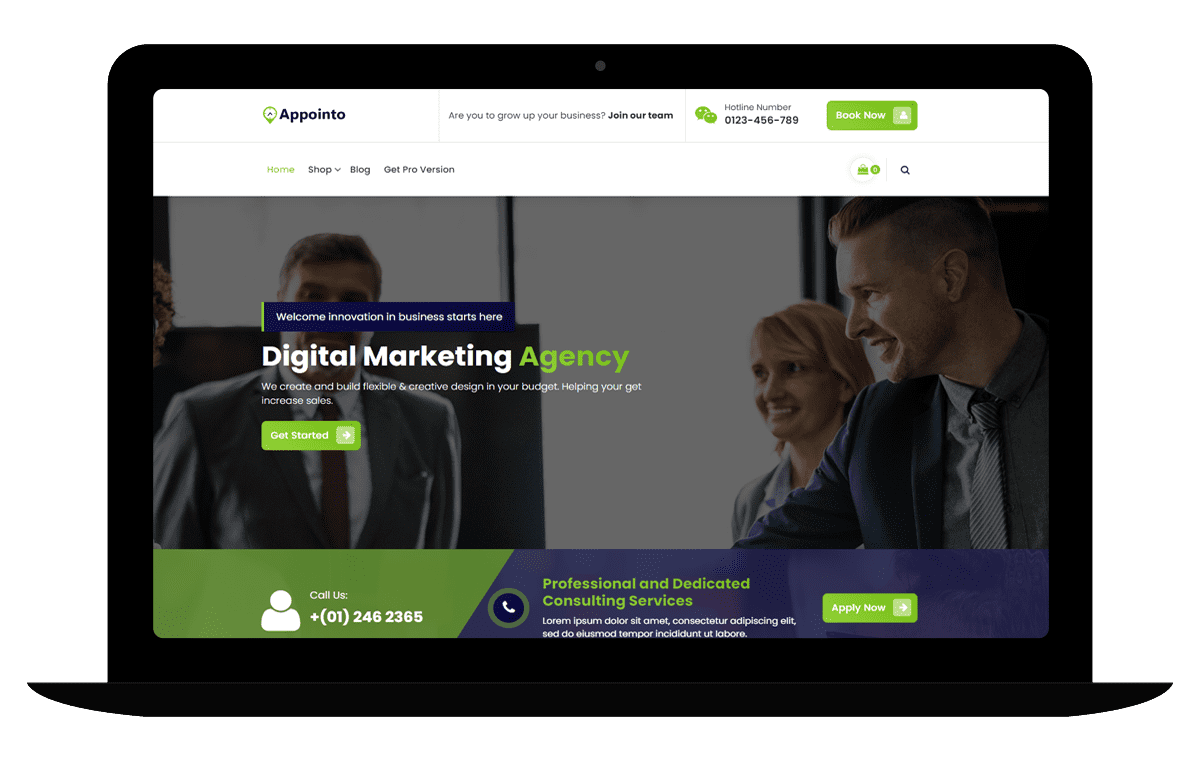 Appointo
Are you to grow up your business? Join our team
Hotline Number
0123-456-789
Book Now
Home
Shop
Blog
Get Pro Version
0
Welcome innovation in business starts here
Digital Marketing Agency
We create and build flexible & creative design in your budget. Helping your get
increase sales.
Get Started
Call Us:
+(01) 246 2365
Professional and Dedicated
Consulting Services
Lorem ipsum dolor sit amet, consectetur adipiscing elit,
sed do eiusmod tempor incididunt ut labore.
Apply Now